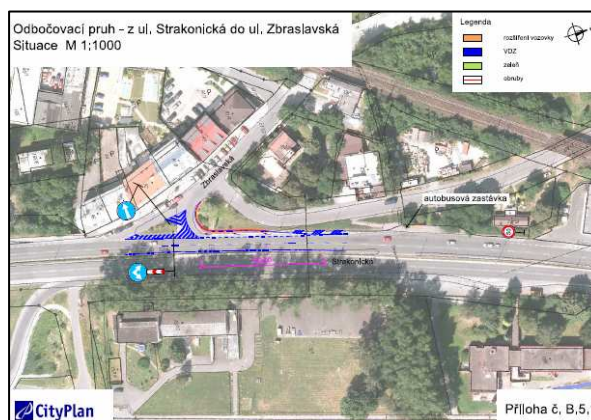 Odbočovací pruh - z ul, Strakonická do ul, Zbraslavská
Situace M 1:1000
Legenda
rozšíření vozovky
VDZ
zeleň
obruby
Zbraslavská
autobusová zastávka
Strakonická
CityPlan
Příloha č, B,5,